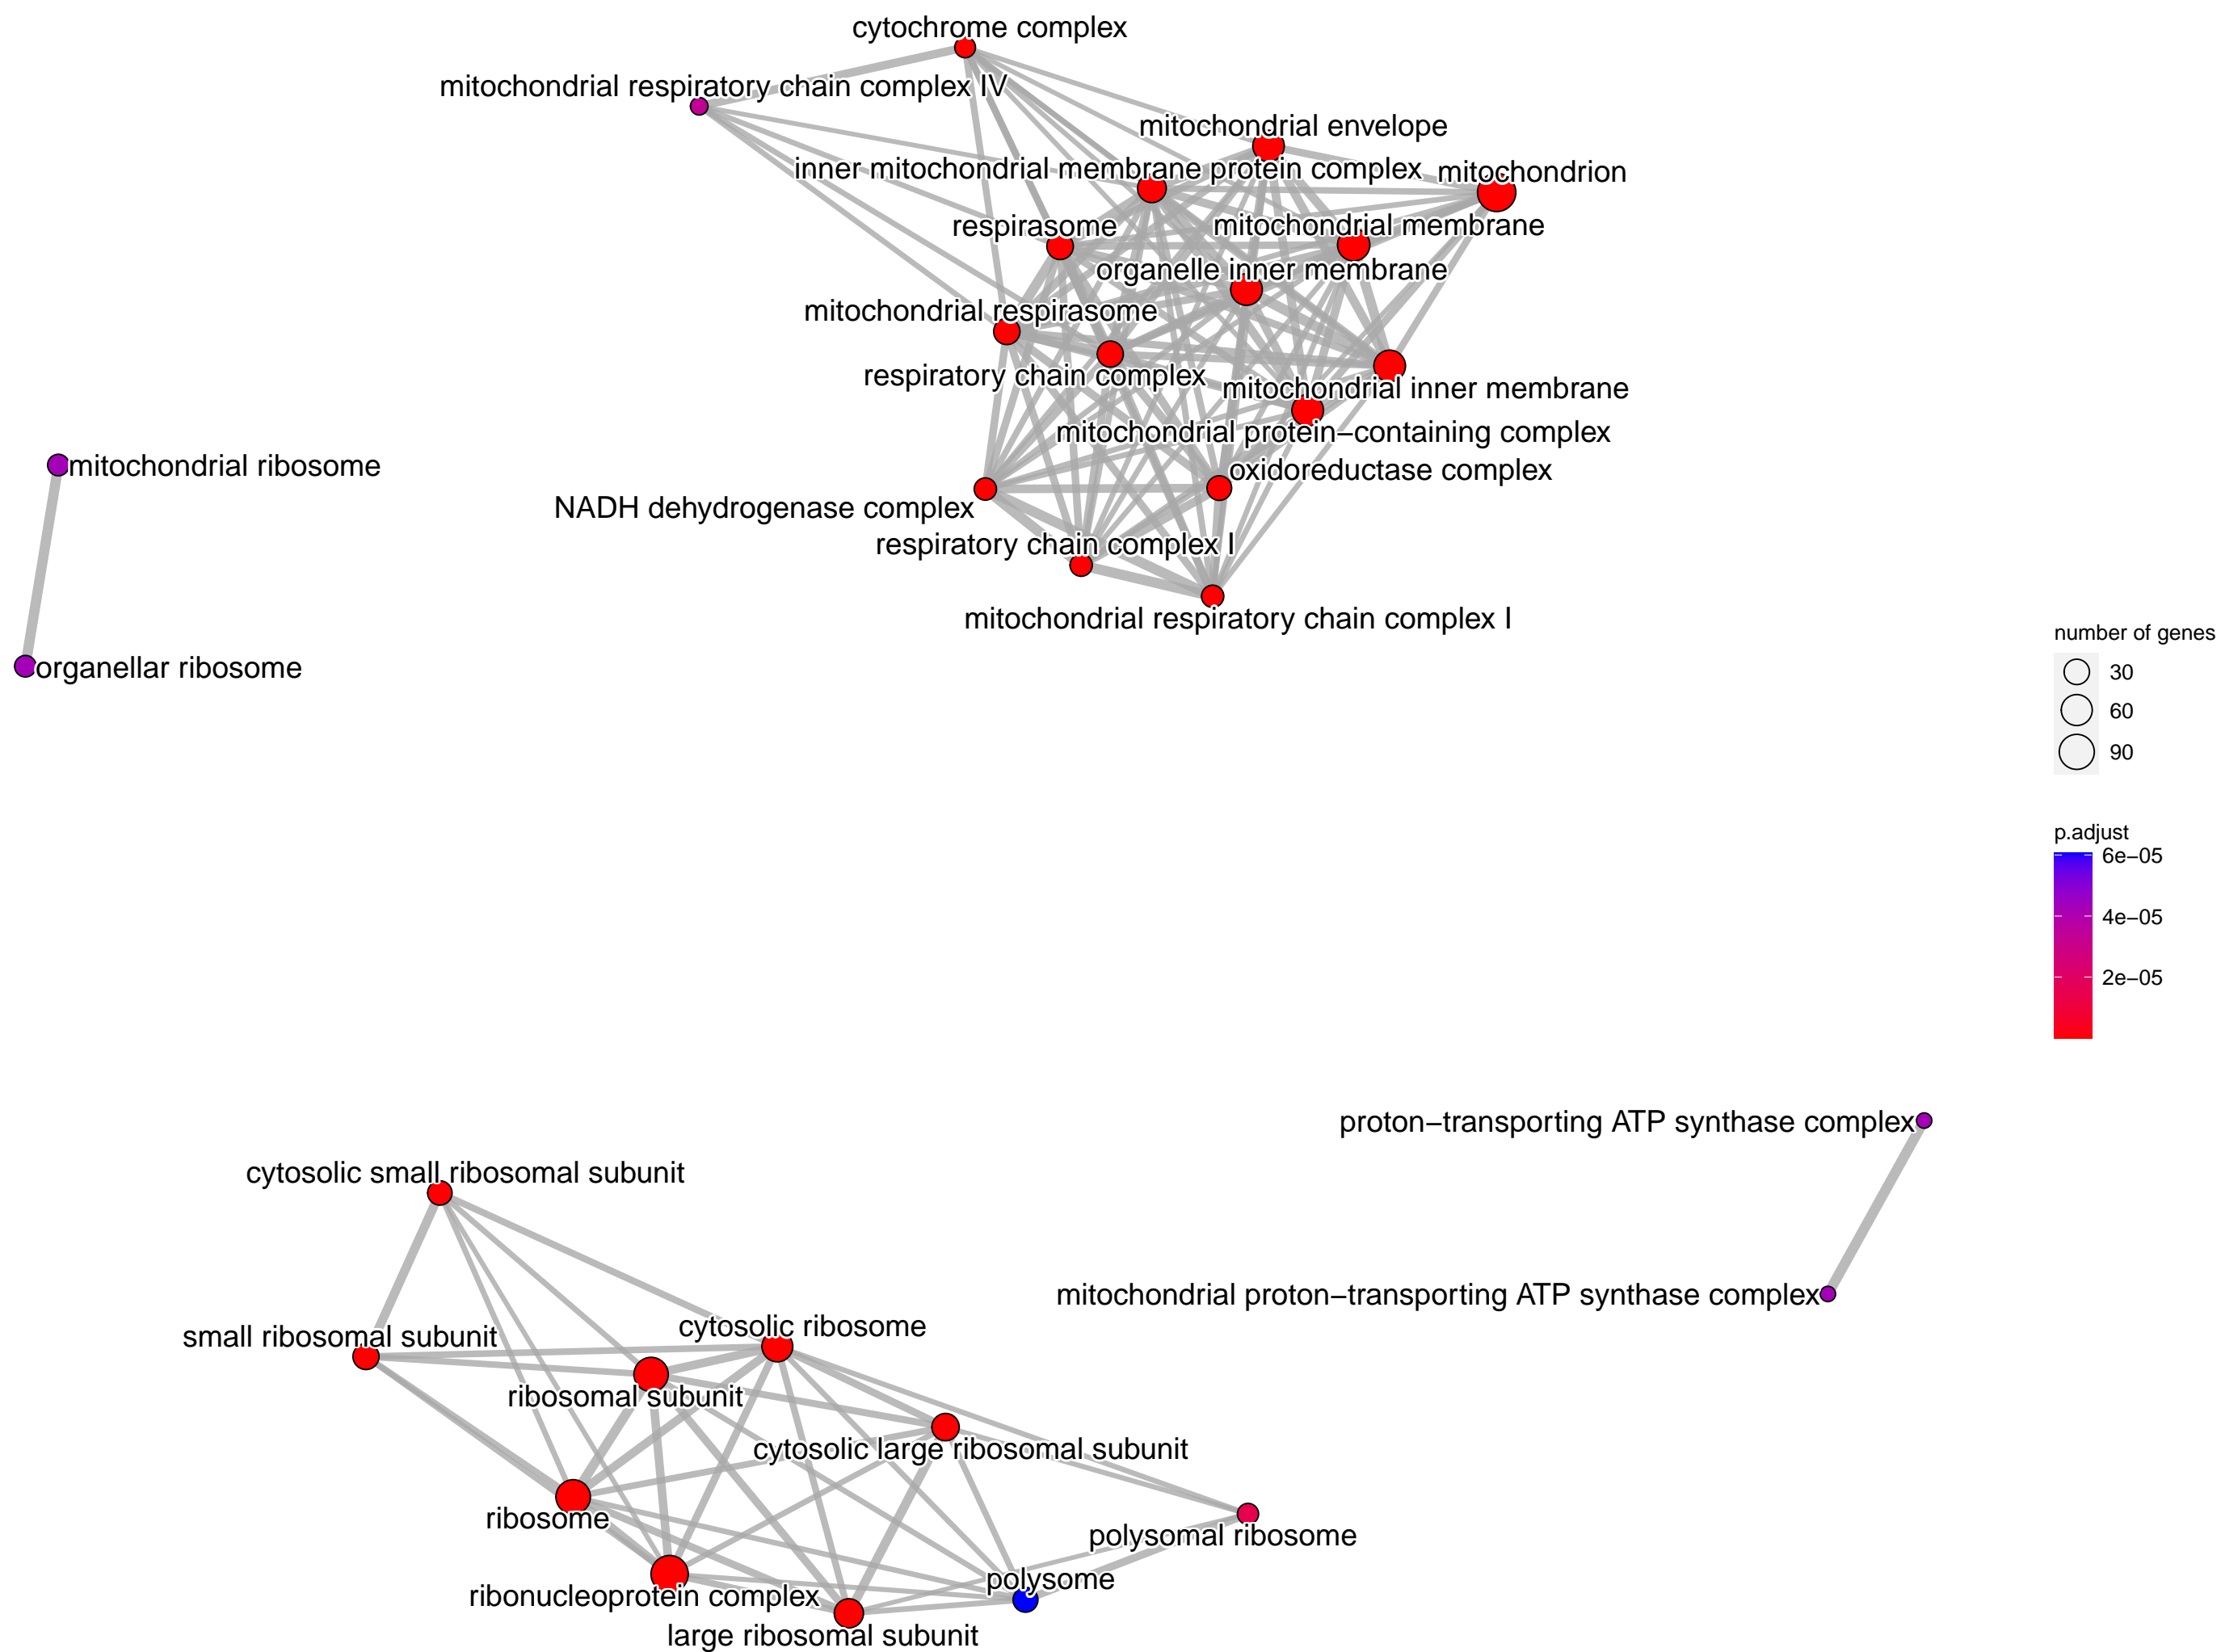 cytochrome complex
mitochondrial respiratory chain complex IV
mitochondrial envelope
inner mitochondrial membrane protein complex
mitochondrion
respirasome
mitochondrial membrane
organelle inner membrane
mitochondrial respirasome
respiratory chain complex
mitochondrial inner membrane
mitochondrial protein−containing complex
mitochondrial ribosome
oxidoreductase complex
NADH dehydrogenase complex
respiratory chain complex I
mitochondrial respiratory chain complex I
organellar ribosome
number of genes
30
60
90
p.adjust
6e−05
4e−05
2e−05
proton−transporting ATP synthase complex
mitochondrial proton−transporting ATP synthase complex
cytosolic small ribosomal subunit
small ribosomal subunit
cytosolic ribosome
ribosomal subunit
cytosolic large ribosomal subunit
ribosome
polysomal ribosome
polysome
ribonucleoprotein complex
large ribosomal subunit